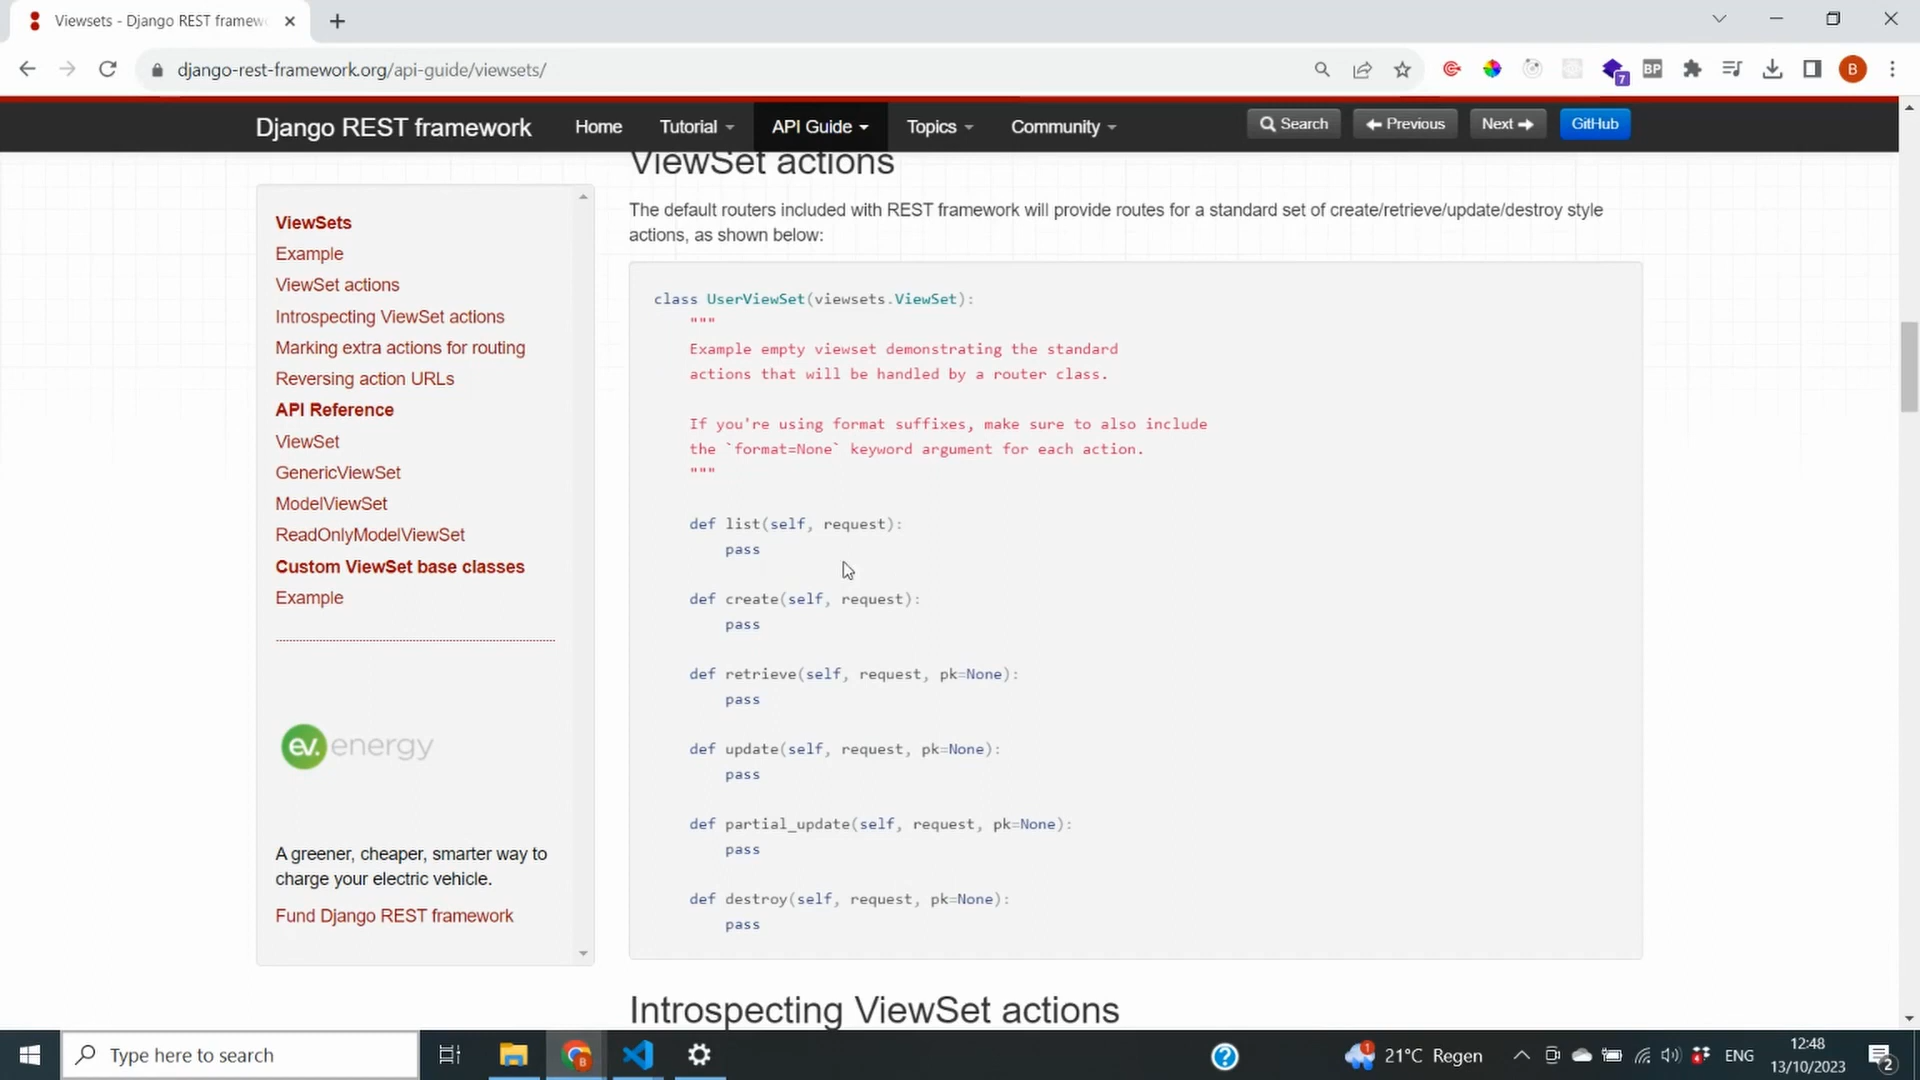 Viewsets - Django REST framew
django-rest-framework.org/api-guide/viewsets/
7
BP
B
Django REST framework
Home
Tutorial
API Guide
Topics
Community
Search
Previous
Next
GitHub
ViewSets
Example
ViewSet actions
Introspecting ViewSet actions
Marking extra actions for routing
Reversing action URLs
API Reference
ViewSet
GenericViewSet
ModelViewSet
ReadOnlyModelViewSet
Custom ViewSet base classes
Example
ev. energy
A greener, cheaper, smarter way to
charge your electric vehicle.
Fund Django REST framework
ViewSet actions
The default routers included with REST framework will provide routes for a standard set of create/retrieve/update/destroy style
actions, as shown below:
class UserViewSet(viewsets.ViewSet):
"""
Example empty viewset demonstrating the standard
actions that will be handled by a router class.
If you're using format suffixes, make sure to also include
the `format=None` keyword argument for each action.
"""
def list(self, request):
pass
def create(self, request):
pass
def retrieve(self, request, pk=None):
pass
def update(self, request, pk=None):
pass
def partial_update(self, request, pk=None):
pass
def destroy(self, request, pk=None):
pass
Introspecting ViewSet actions
Type here to search
B
1
21°C Regen
ENG
12:48
13/10/2023
2